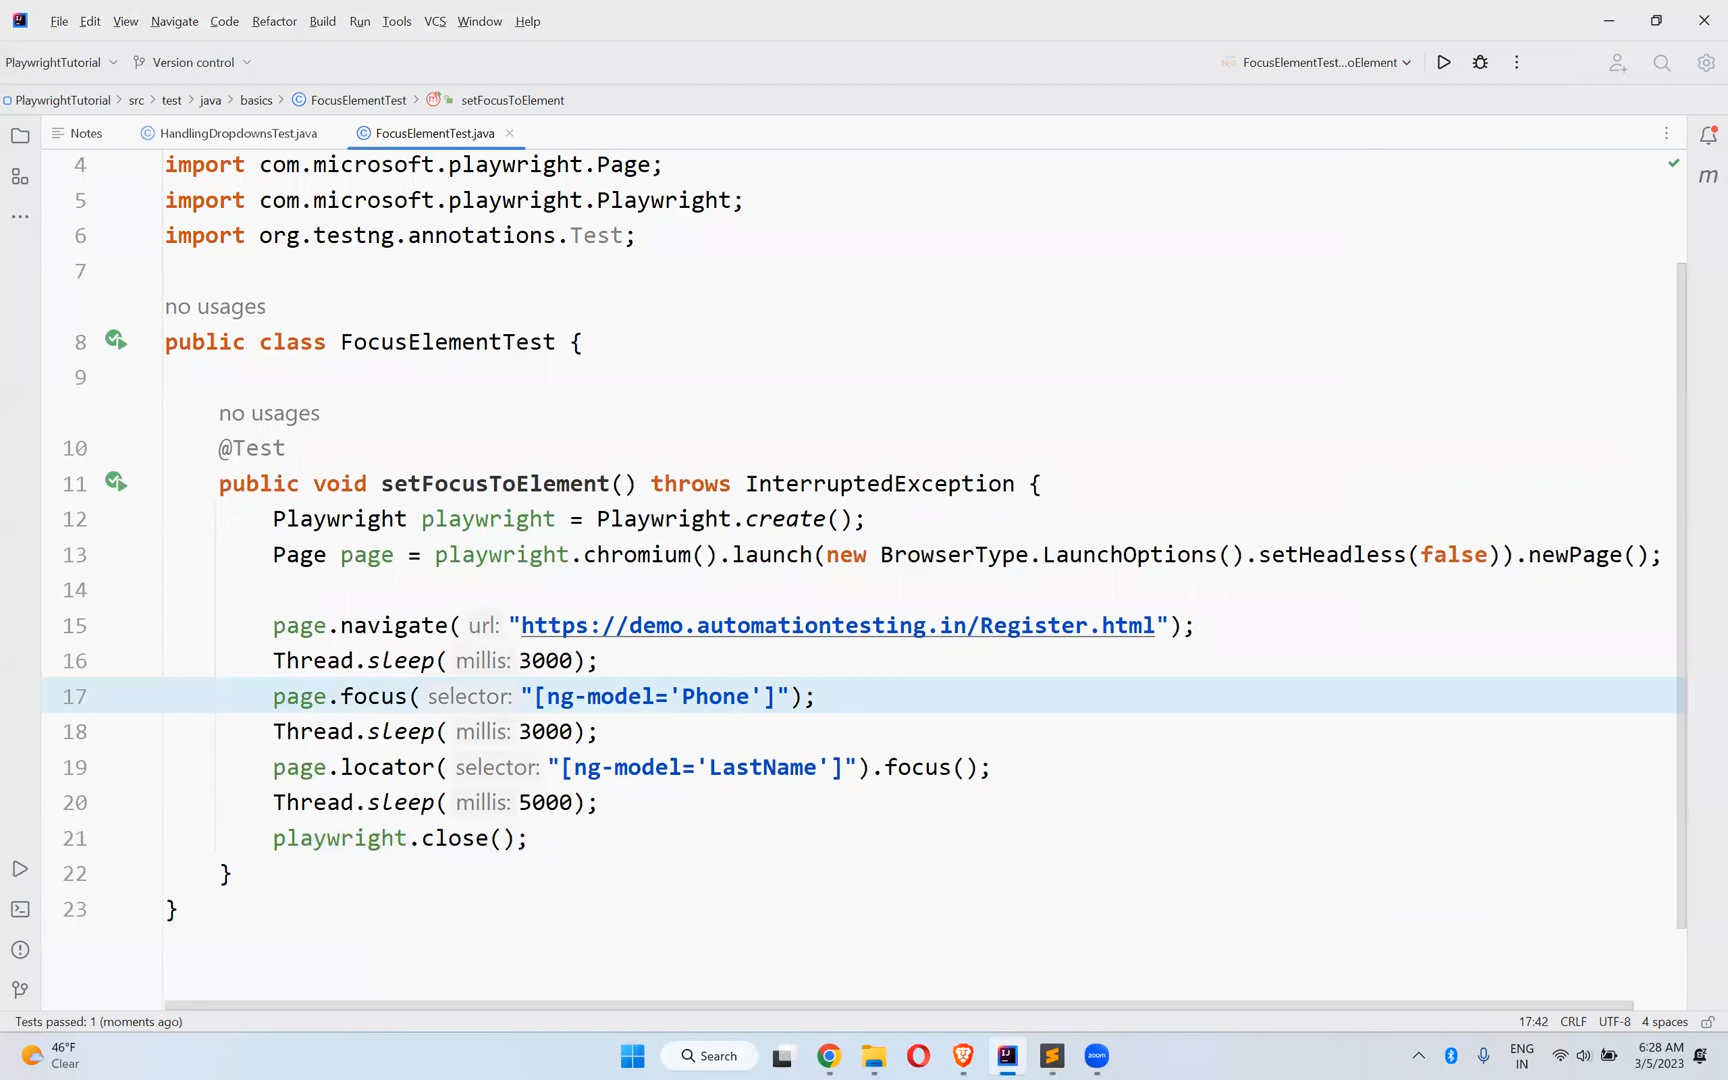 File Edit View Navigate Code Refactor Build Run Tools VCS Window Help
PlaywrightTutorial Version control FocusElementTest...oElement
PlaywrightTutorial src test java basics FocusElementTest setFocusToElement
Notes HandlingDropdownsTest.java FocusElementTest.java
4 import com.microsoft.playwright.Page;
5 import com.microsoft.playwright.Playwright;
6 import org.testng.annotations.Test;
7
no usages
8 public class FocusElementTest {
9
no usages
10 @Test
11 public void setFocusToElement() throws InterruptedException {
12 Playwright playwright = Playwright.create();
13 Page page = playwright.chromium().launch(new BrowserType.LaunchOptions().setHeadless(false)).newPage();
14
15 page.navigate( url: "https://demo.automationtesting.in/Register.html");
16 Thread.sleep( millis: 3000);
17 page.focus( selector: "[ng-model='Phone']");
18 Thread.sleep( millis: 3000);
19 page.locator( selector: "[ng-model='LastName']").focus();
20 Thread.sleep( millis: 5000);
21 playwright.close();
22 }
23 }
Tests passed: 1 (moments ago) 17:42 CRLF UTF-8 4 spaces
46°F
Clear
Search
zoom
ENG
IN
6:28 AM
3/5/2023